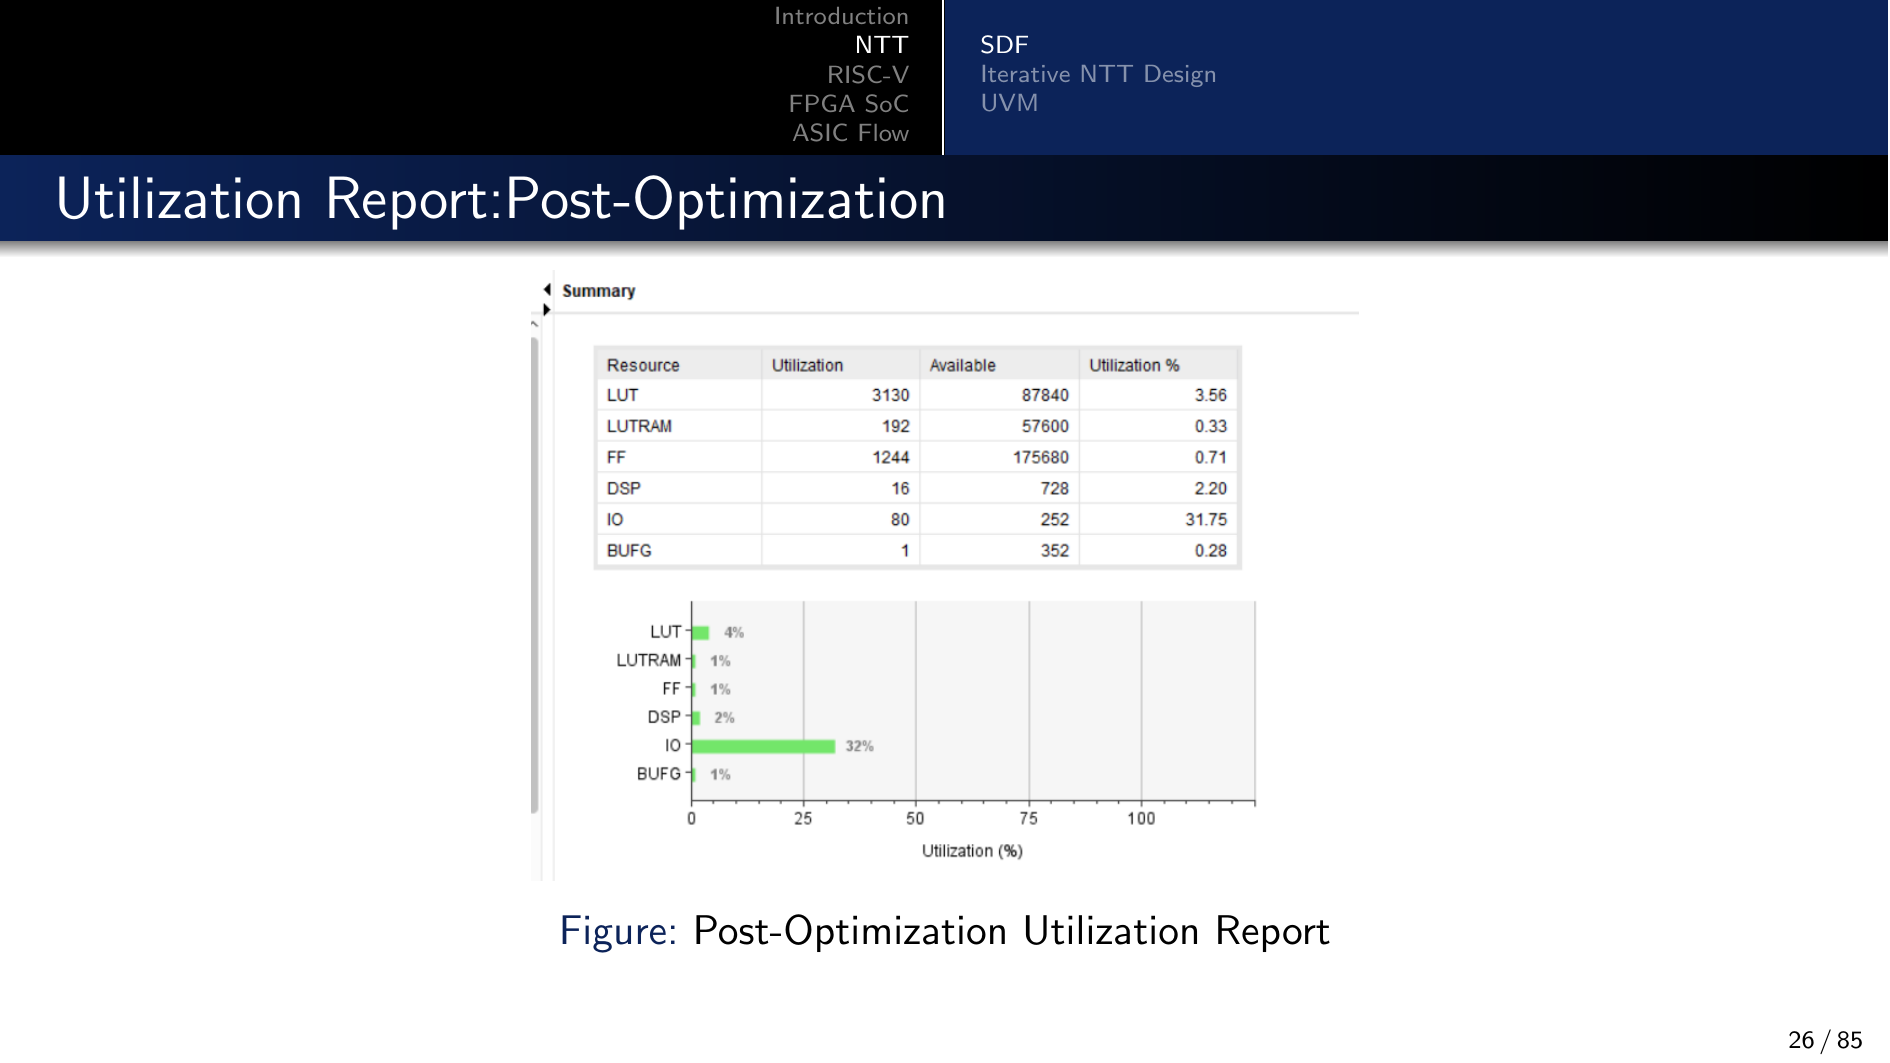 Introduction
NTT
RISC-V
FPGA SoC
ASIC Flow
SDF
Iterative NTT Design
UVM
Utilization Report:Post-Optimization
Summary
Resource Utilization Available Utilization %
LUT 3130 87840 3.56
LUTRAM 192 57600 0.33
FF 1244 175680 0.71
DSP 16 728 2.20
IO 80 252 31.75
BUFG 1 352 0.28
LUT 4%
LUTRAM 1%
FF 1%
DSP 2%
IO 32%
BUFG 1%
0 25 50 75 100
Utilization (%)
Figure: Post-Optimization Utilization Report
26 / 85